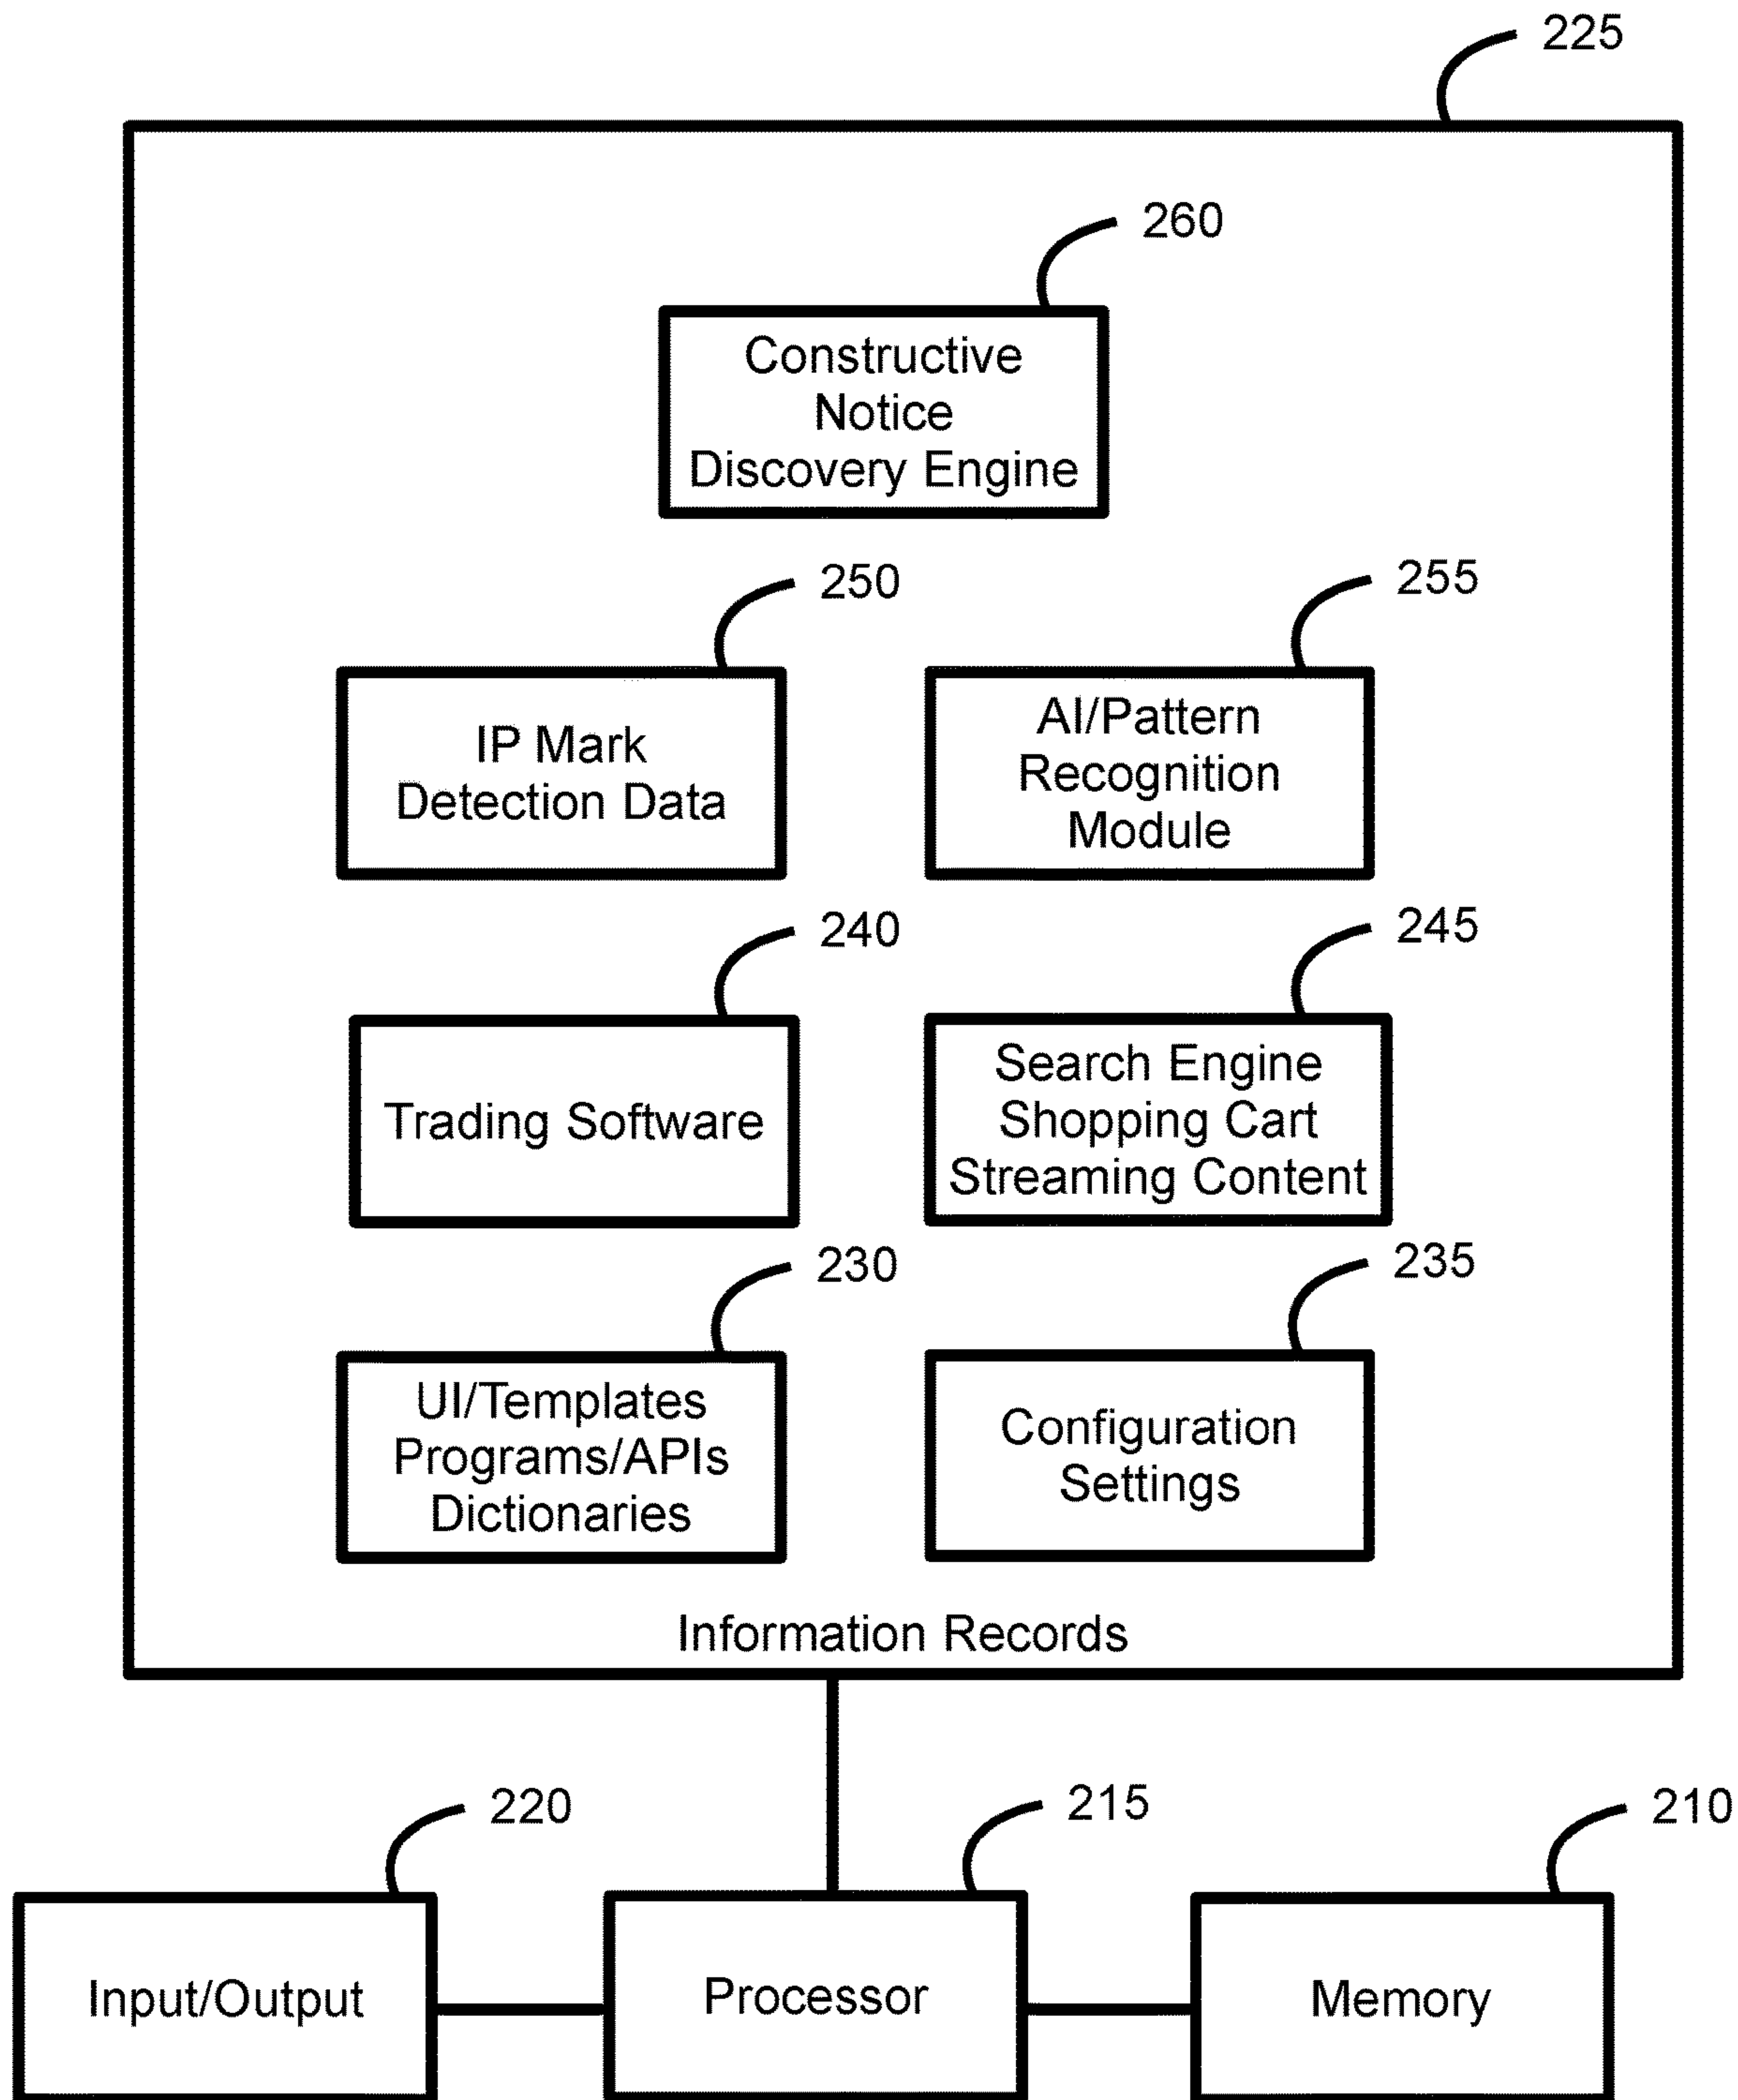 225
260
Constructive
Notice
Discovery Engine
250
255
IP Mark
Detection Data
AI/Pattern
Recognition
Module
240
245
Trading Software
Search Engine
Shopping Cart
Streaming Content
230
235
UI/Templates
Programs/APIs
Dictionaries
Configuration
Settings
Information Records
220
215
210
Input/Output
Processor
Memory